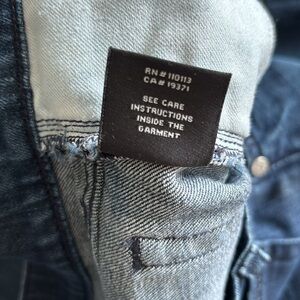 RN# 110113
CA# 19371
SEE CARE
INSTRUCTIONS
INSIDE THE
GARMENT